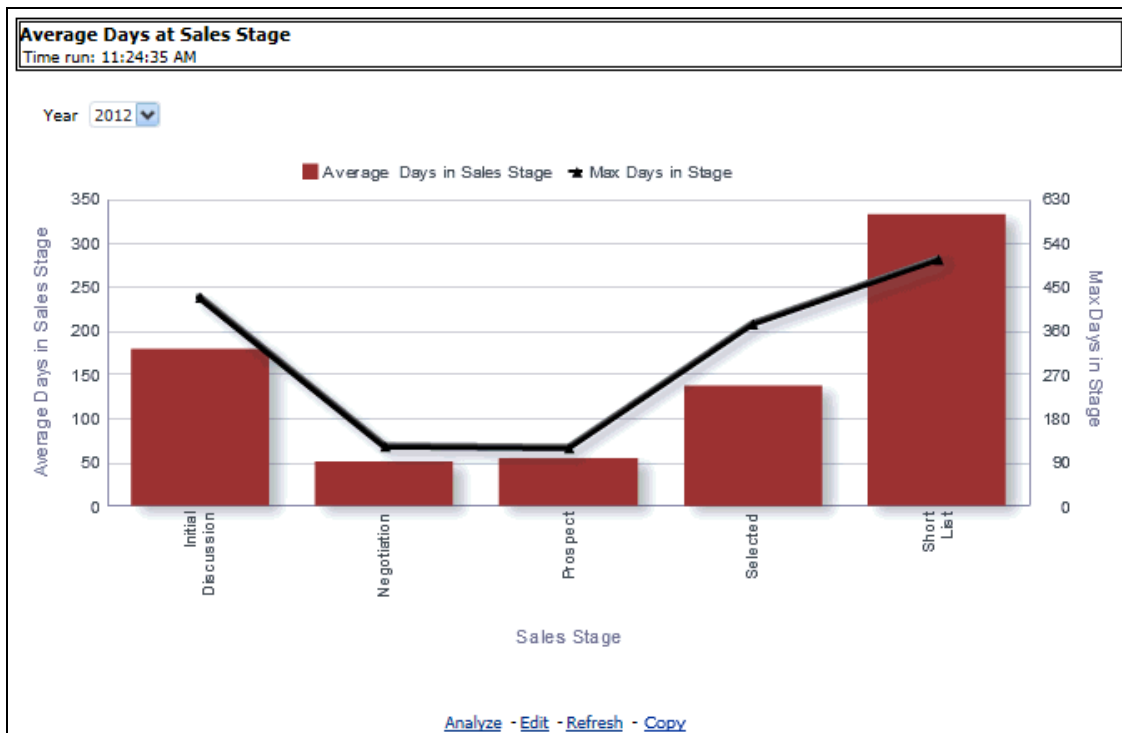 Average Days at Sales Stage
Time run: 11:24:35 AM
Year 2012
Average Days in Sales Stage Max Days in Stage
Average Days in Sales Stage
350
300
250
200
150
100
50
0
630
540
450
360
270
180
90
0
Max Days in Stage
Initial
Discussion
Negotiation
Prospect
Selected
Short
List
Sales Stage
Analyze - Edit - Refresh - Copy